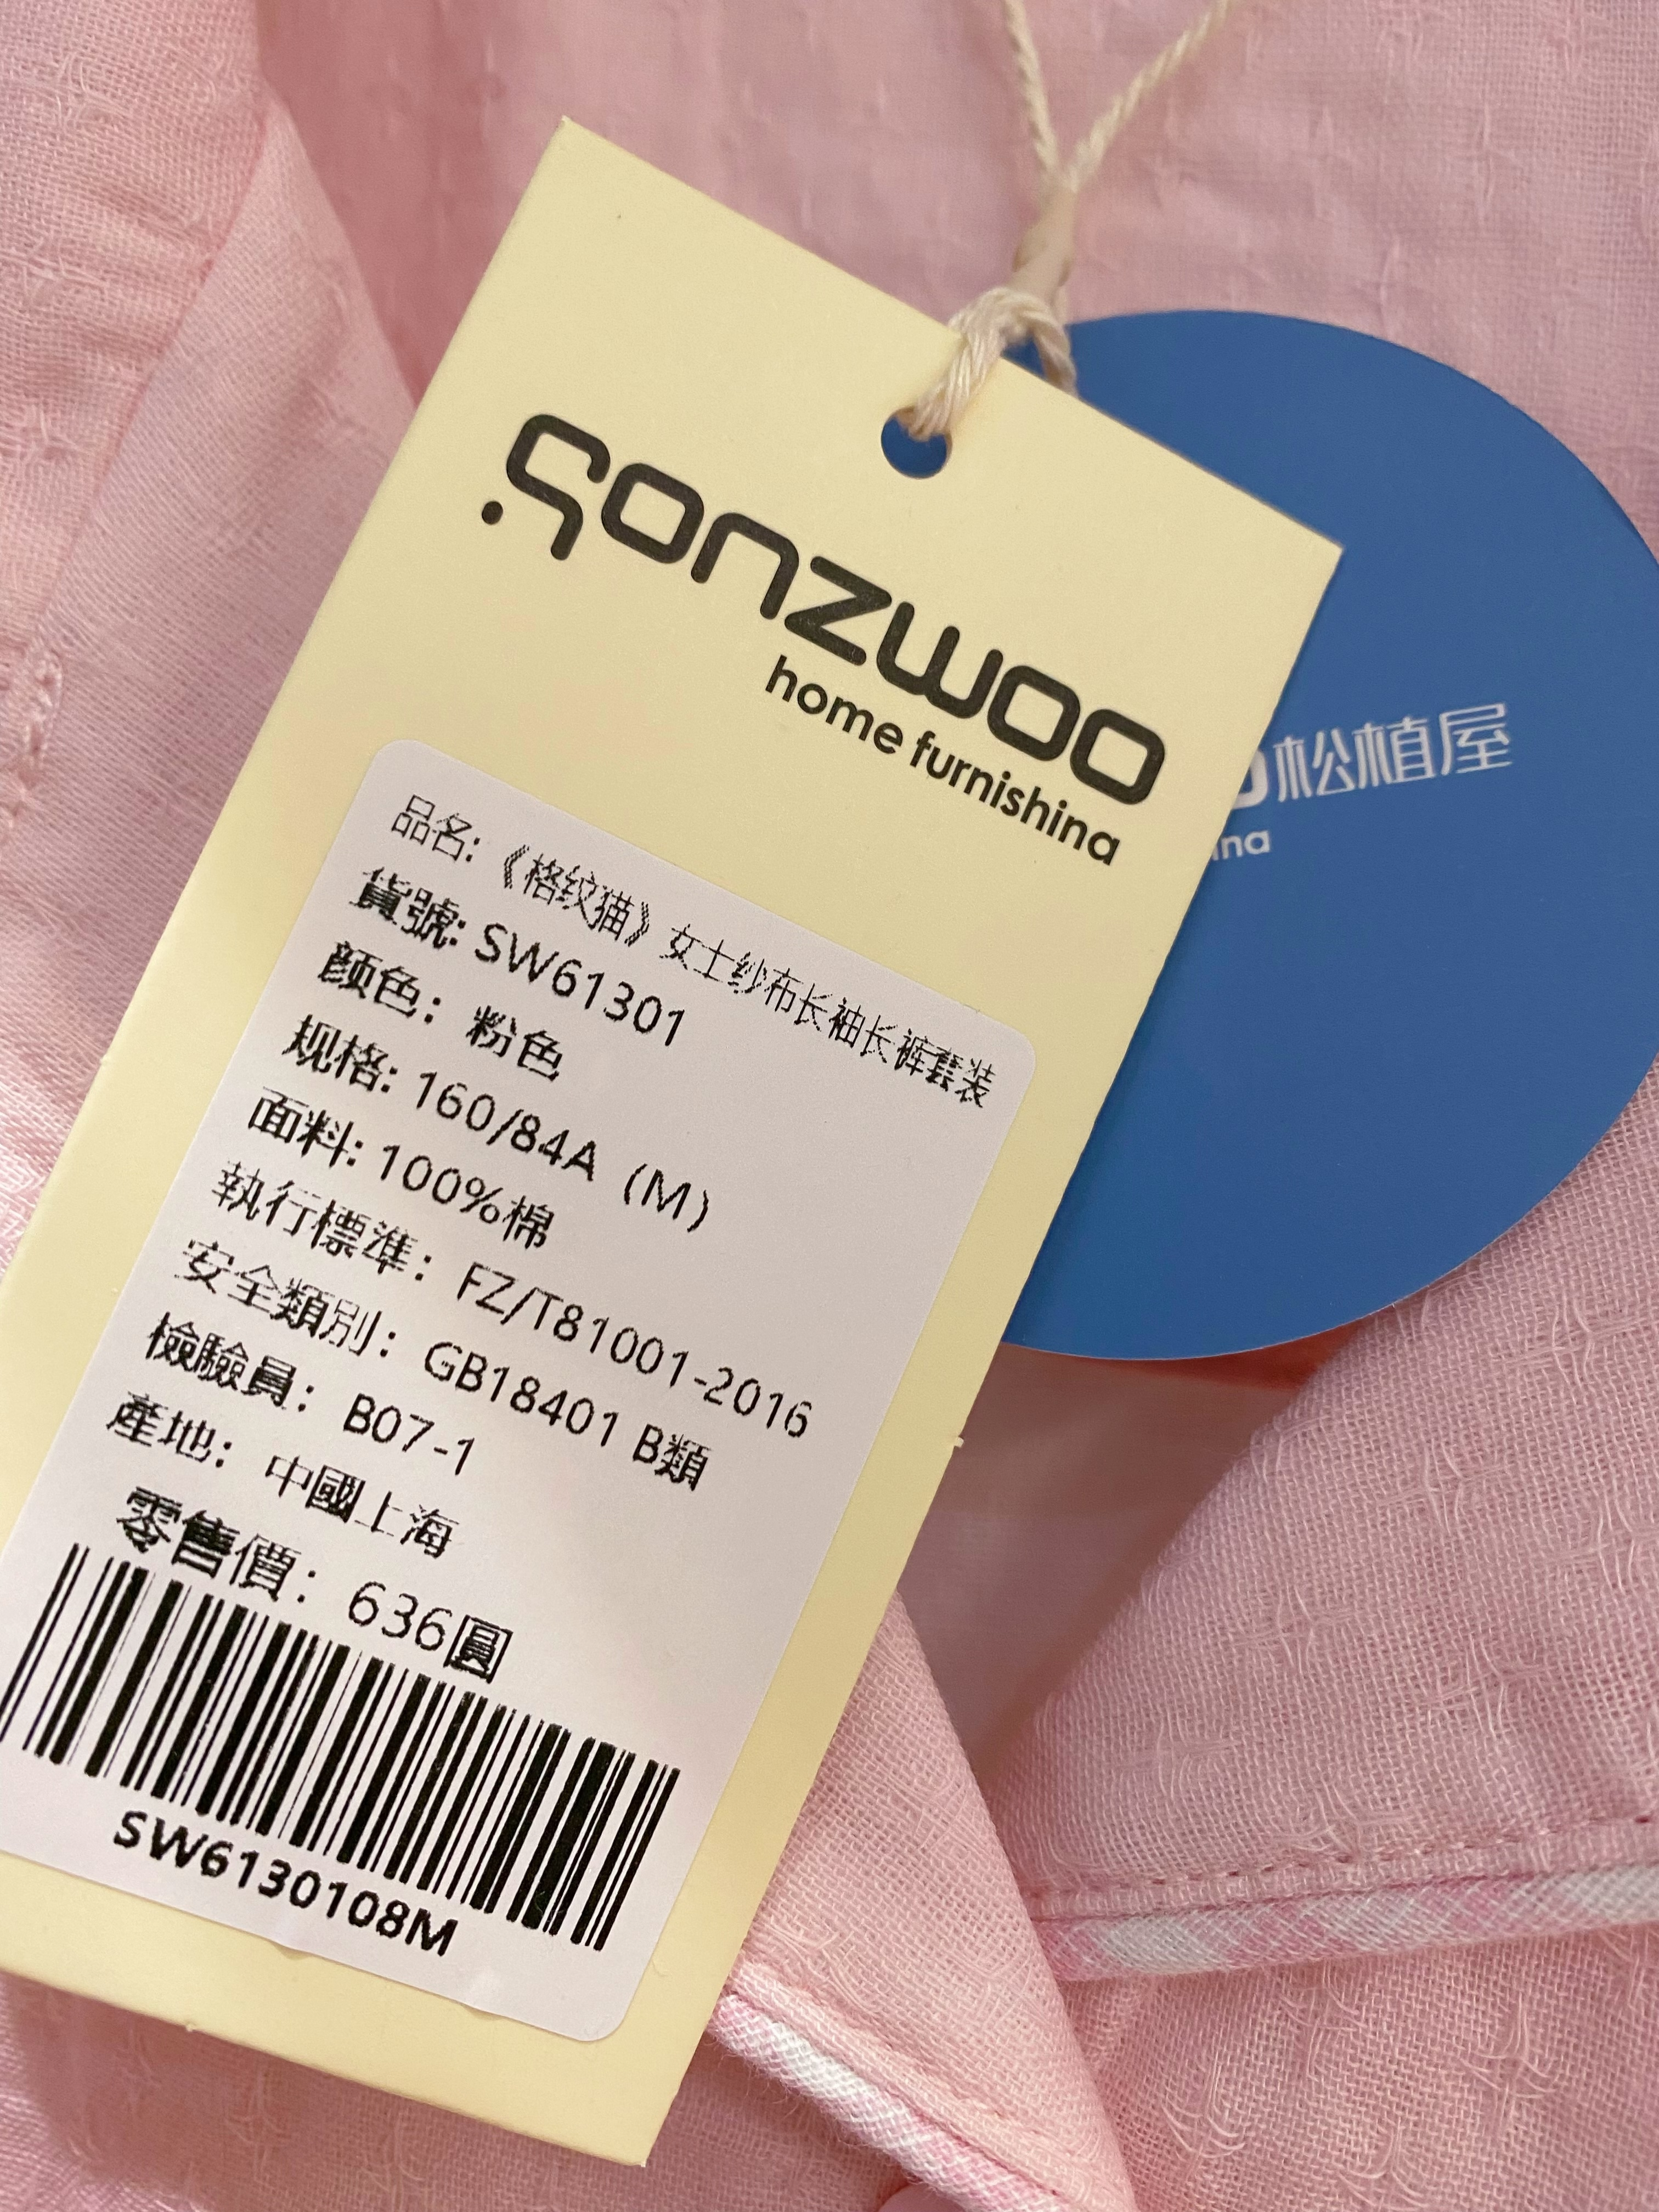 sonzwoo
home furnishina
品名:《格纹猫》女士纱布长袖长裤套装
貨號: SW61301
颜色：粉色
规格: 160/84A（M）
面料: 100%棉
執行標準：FZ/T81001-2016
安全類別：GB18401 B類
檢驗員：B07-1
產地：中國上海
零售價：636圓
SW6130108M
o松植屋
ina